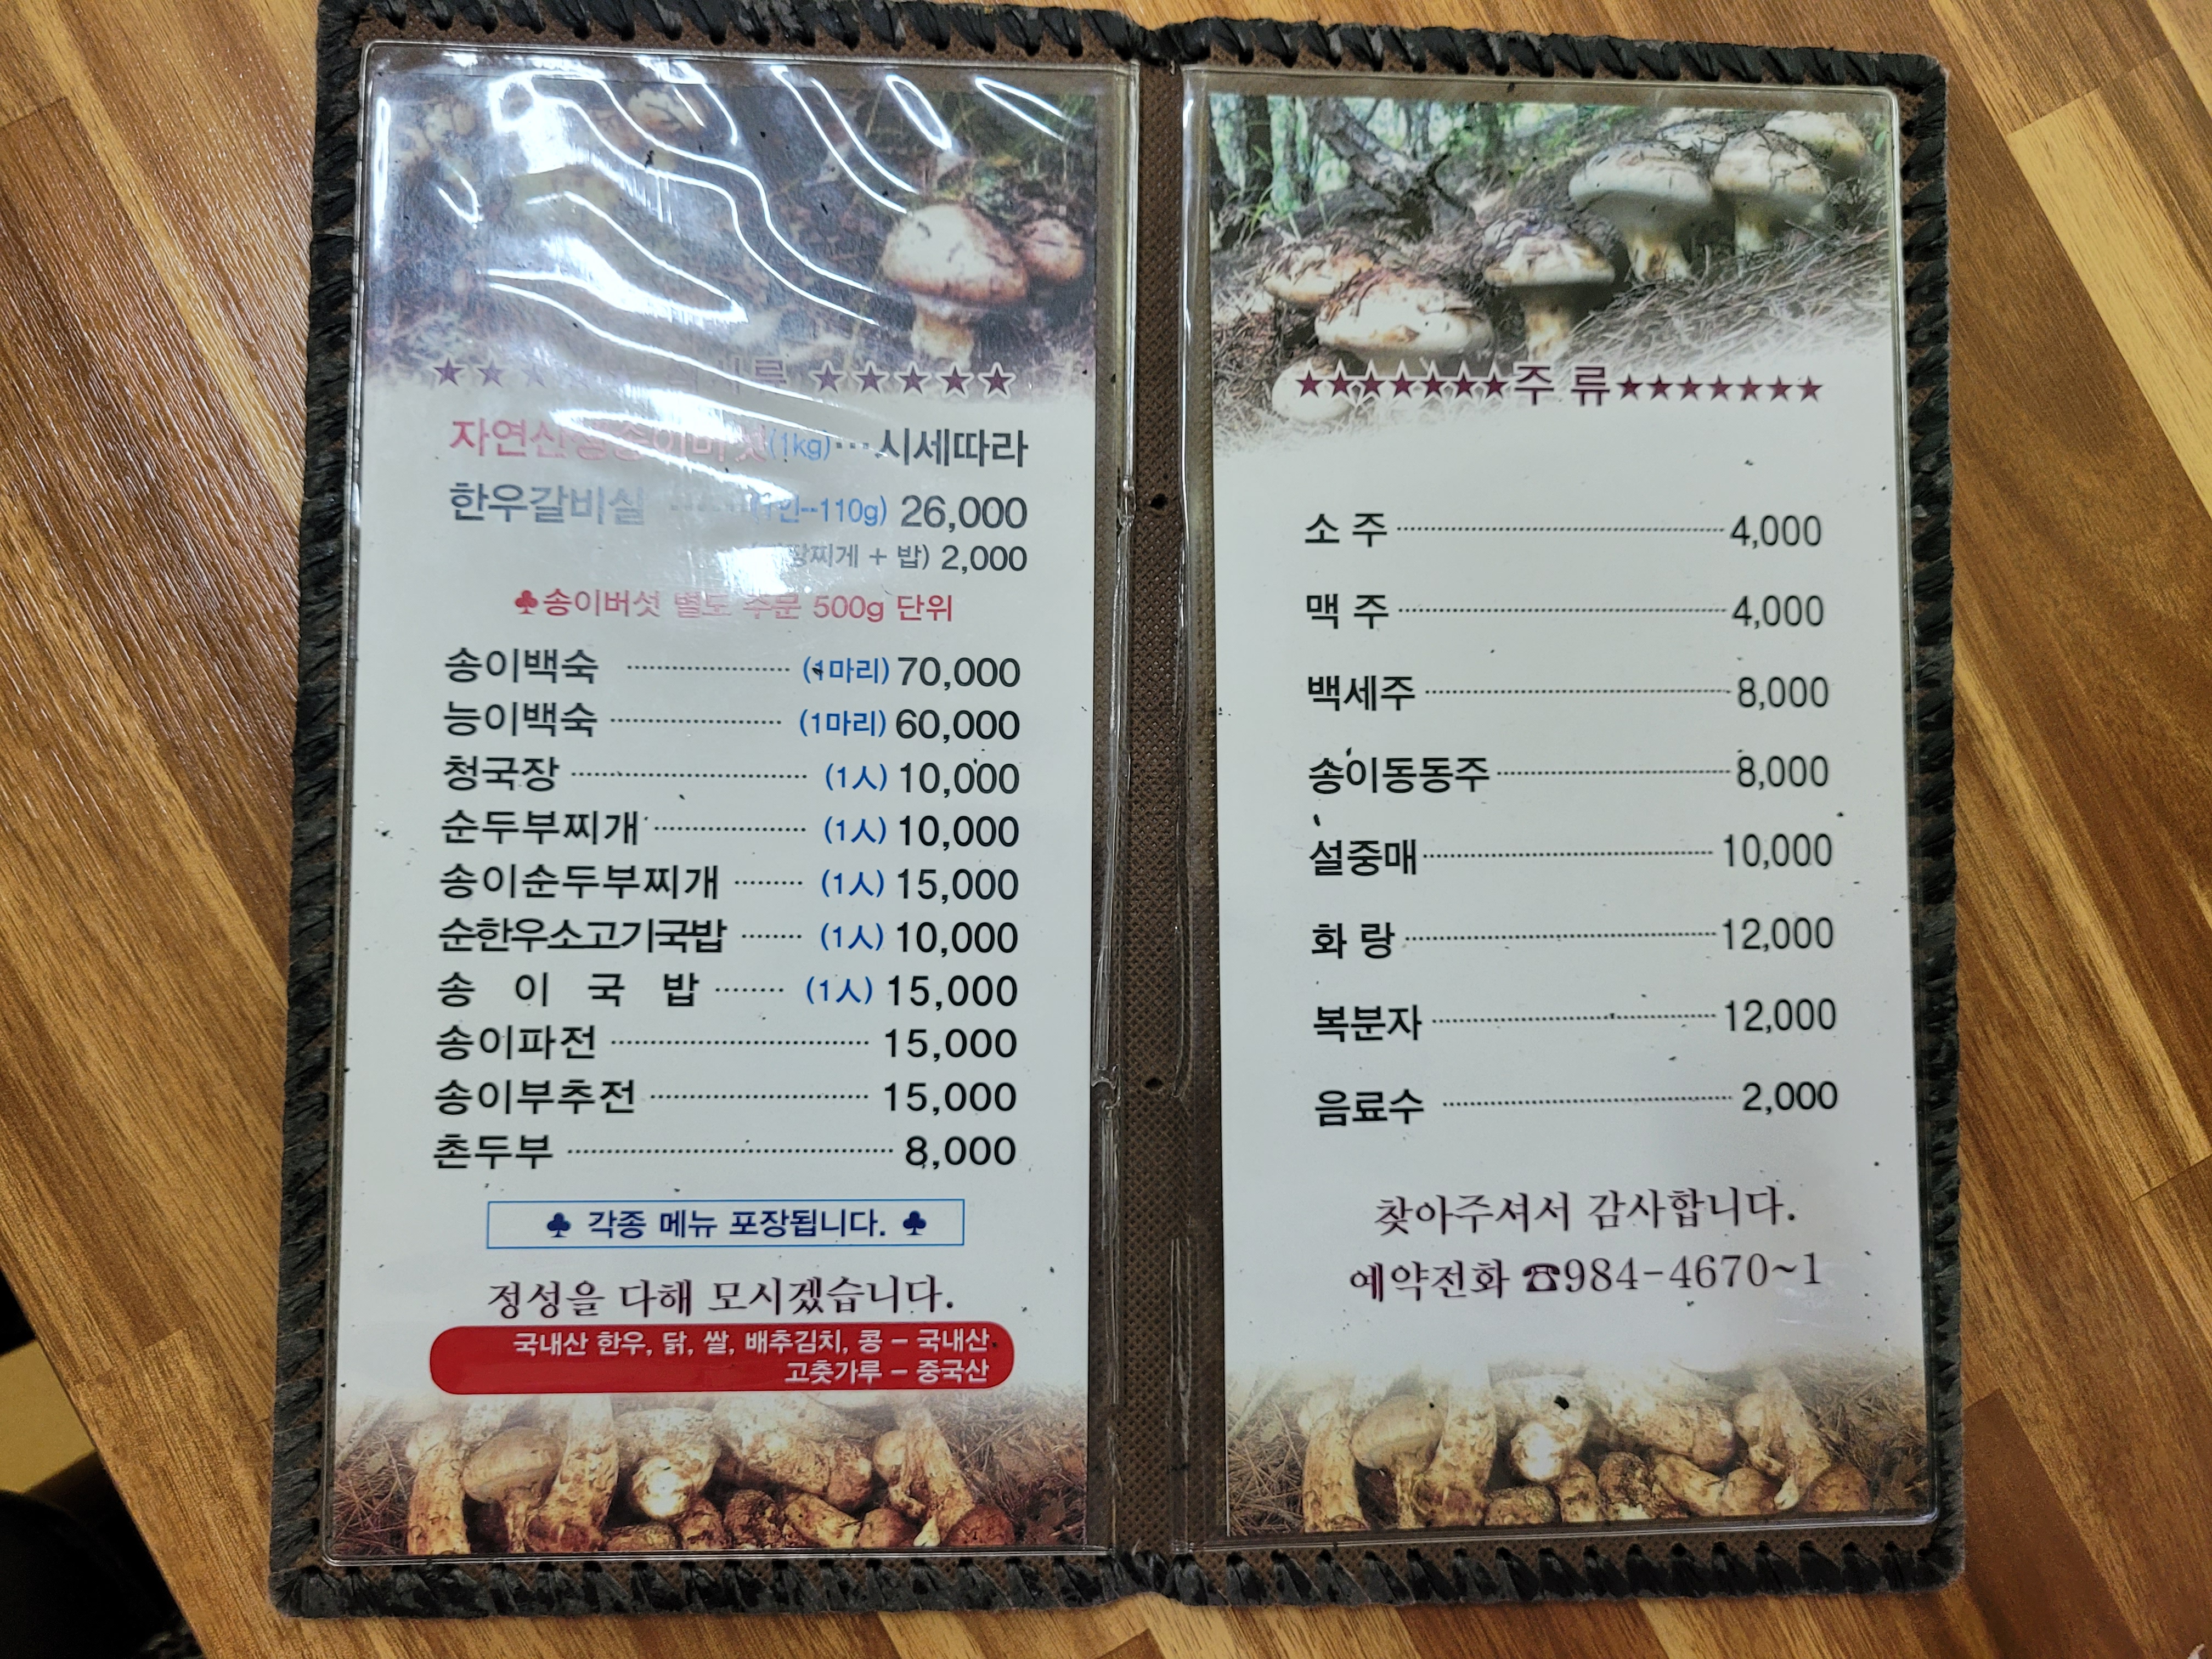 ★★ 류 ★★★★★
자연산송이버섯(1kg)…시세따라
한우갈비살 (1인--110g) 26,000
찌게 + 밥) 2,000
♣송이버섯 별도 주문 500g 단위
송이백숙 (1마리) 70,000
능이백숙 (1마리) 60,000
청국장 (1人) 10,000
순두부찌개 (1人) 10,000
송이순두부찌개 (1人) 15,000
순한우소고기국밥 (1人) 10,000
송 이 국 밥 (1人) 15,000
송이파전 15,000
송이부추전 15,000
촌두부 8,000
♣ 각종 메뉴 포장됩니다. ♣
정성을 다해 모시겠습니다.
국내산 한우, 닭, 쌀, 배추김치, 콩 – 국내산
고춧가루 – 중국산
★★★★★★★주 류★★★★★★★
소 주 4,000
맥 주 4,000
백세주 8,000
송이동동주 8,000
설중매 10,000
화 랑 12,000
복분자 12,000
음료수 2,000
찾아주셔서 감사합니다.
예약전화 ☎984-4670~1